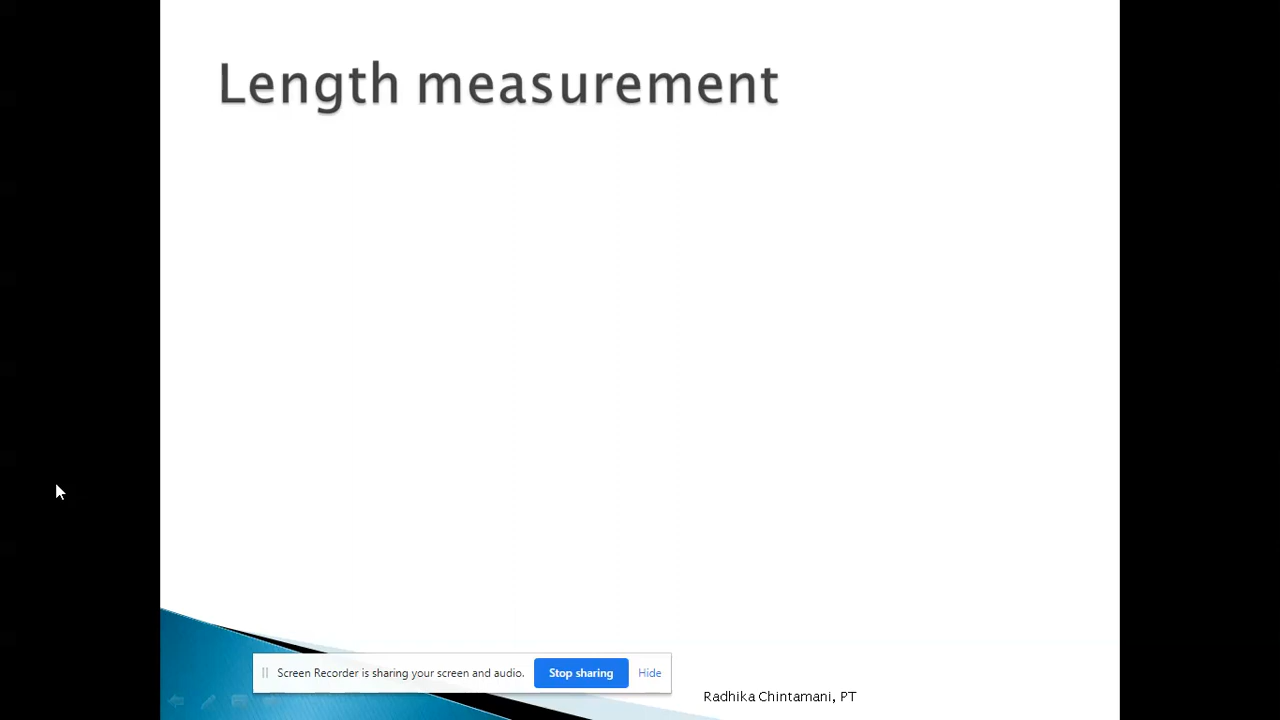 Length measurement
Screen Recorder is sharing your screen and audio. Stop sharing Hide
Radhika Chintamani, PT